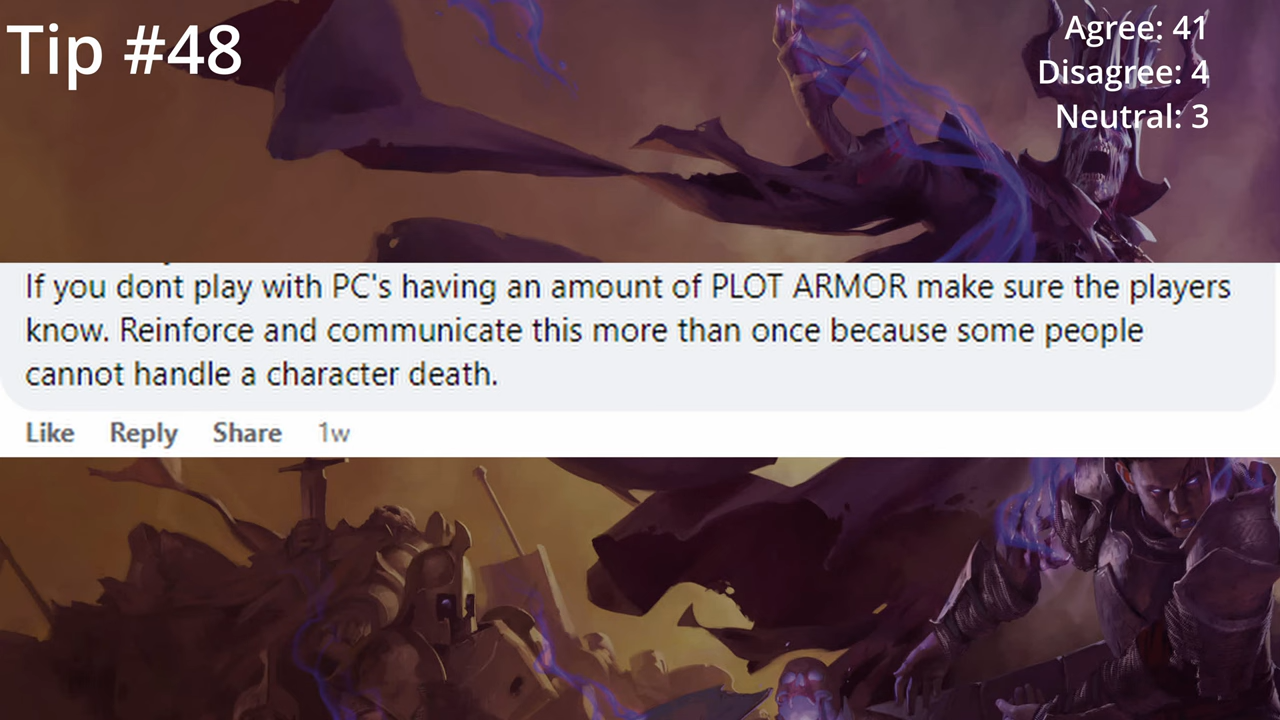 Tip #48
Agree: 41
Disagree: 4
Neutral: 3
If you dont play with PC's having an amount of PLOT ARMOR make sure the players
know. Reinforce and communicate this more than once because some people
cannot handle a character death.
Like Reply Share 1w